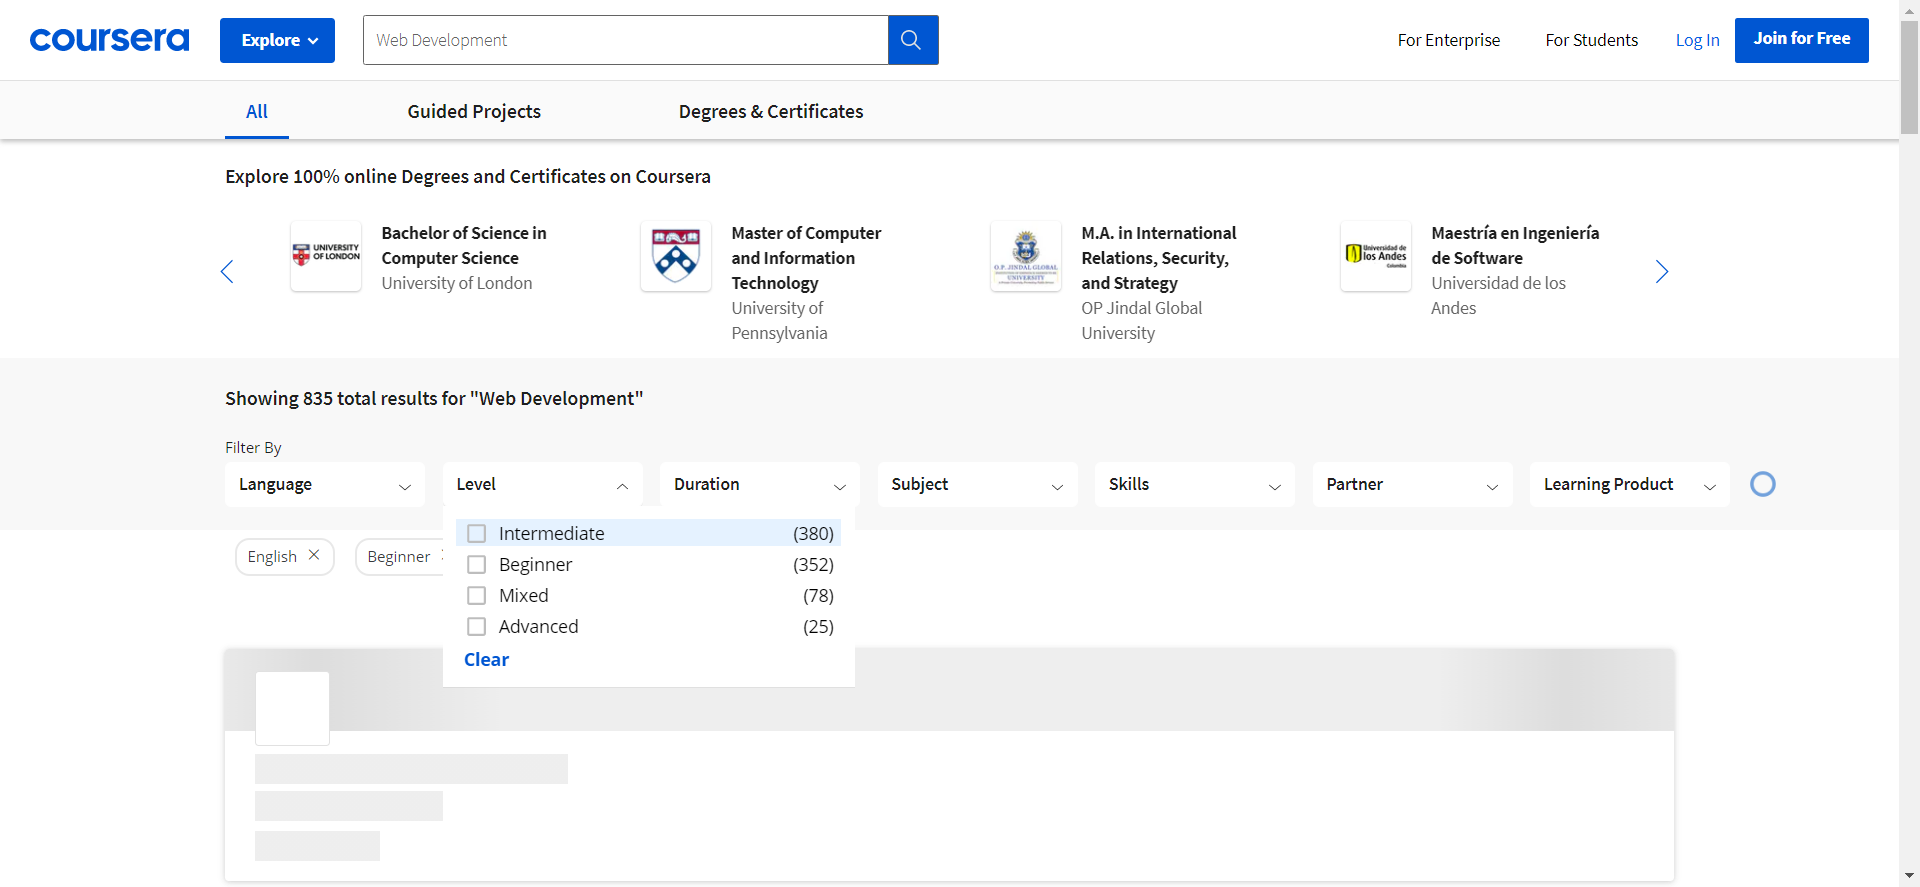 coursera
Explore
Web Development
For Enterprise
For Students
Log In
Join for Free
All
Guided Projects
Degrees & Certificates
Explore 100% online Degrees and Certificates on Coursera
UNIVERSITY
OF LONDON
Bachelor of Science in
Computer Science
University of London
Master of Computer
and Information
Technology
University of
Pennsylvania
O.P. JINDAL GLOBAL
UNIVERSITY
M.A. in International
Relations, Security,
and Strategy
OP Jindal Global
University
Universidad de
los Andes
Colombia
Maestría en Ingeniería
de Software
Universidad de los
Andes
Showing 835 total results for "Web Development"
Filter By
Language
Level
Duration
Subject
Skills
Partner
Learning Product
Intermediate (380)
Beginner (352)
Mixed (78)
Advanced (25)
Clear
English
Beginner